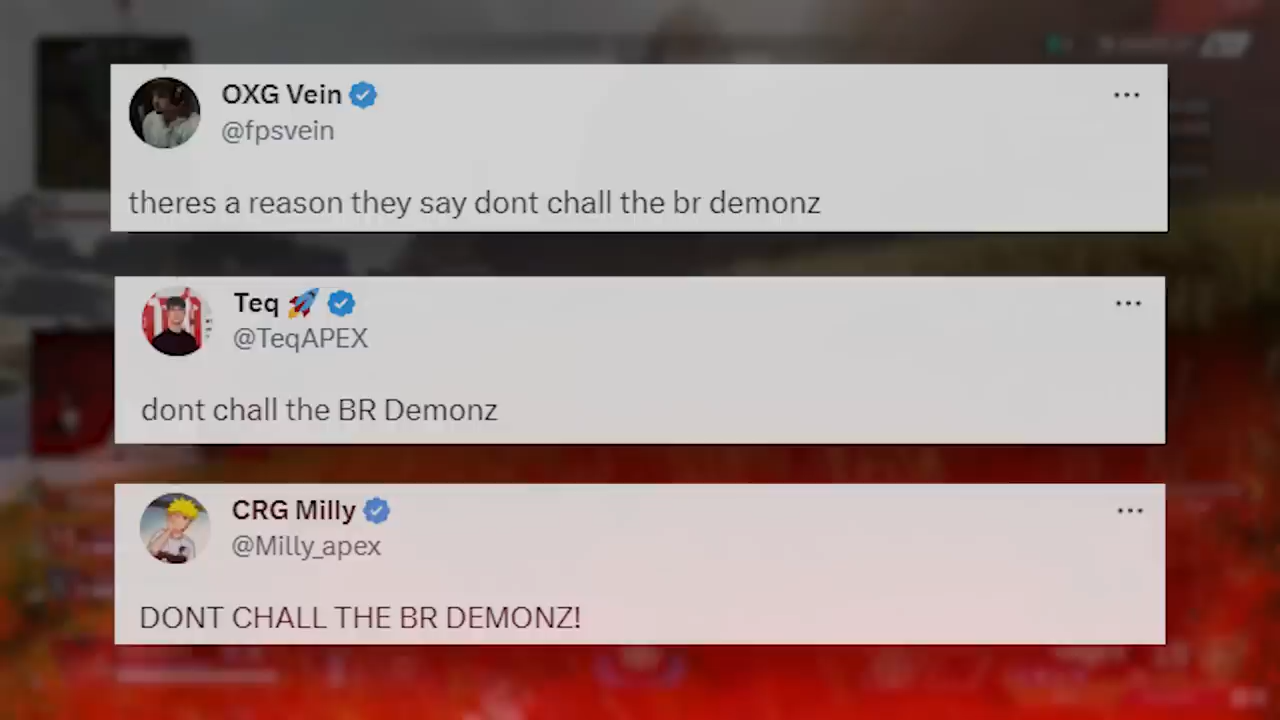 OXG Vein
@fpsvein
theres a reason they say dont chall the br demonz
Teq 🚀
@TeqAPEX
dont chall the BR Demonz
CRG Milly
@Milly_apex
DONT CHALL THE BR DEMONZ!